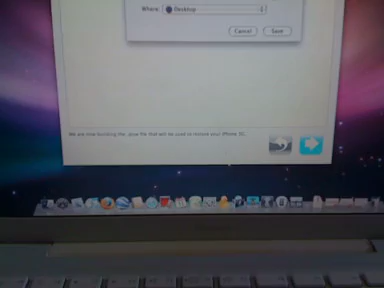 Where: Desktop
Cancel Save
We are now building the .ipsw file that will be used to restore your iPhone 3G.